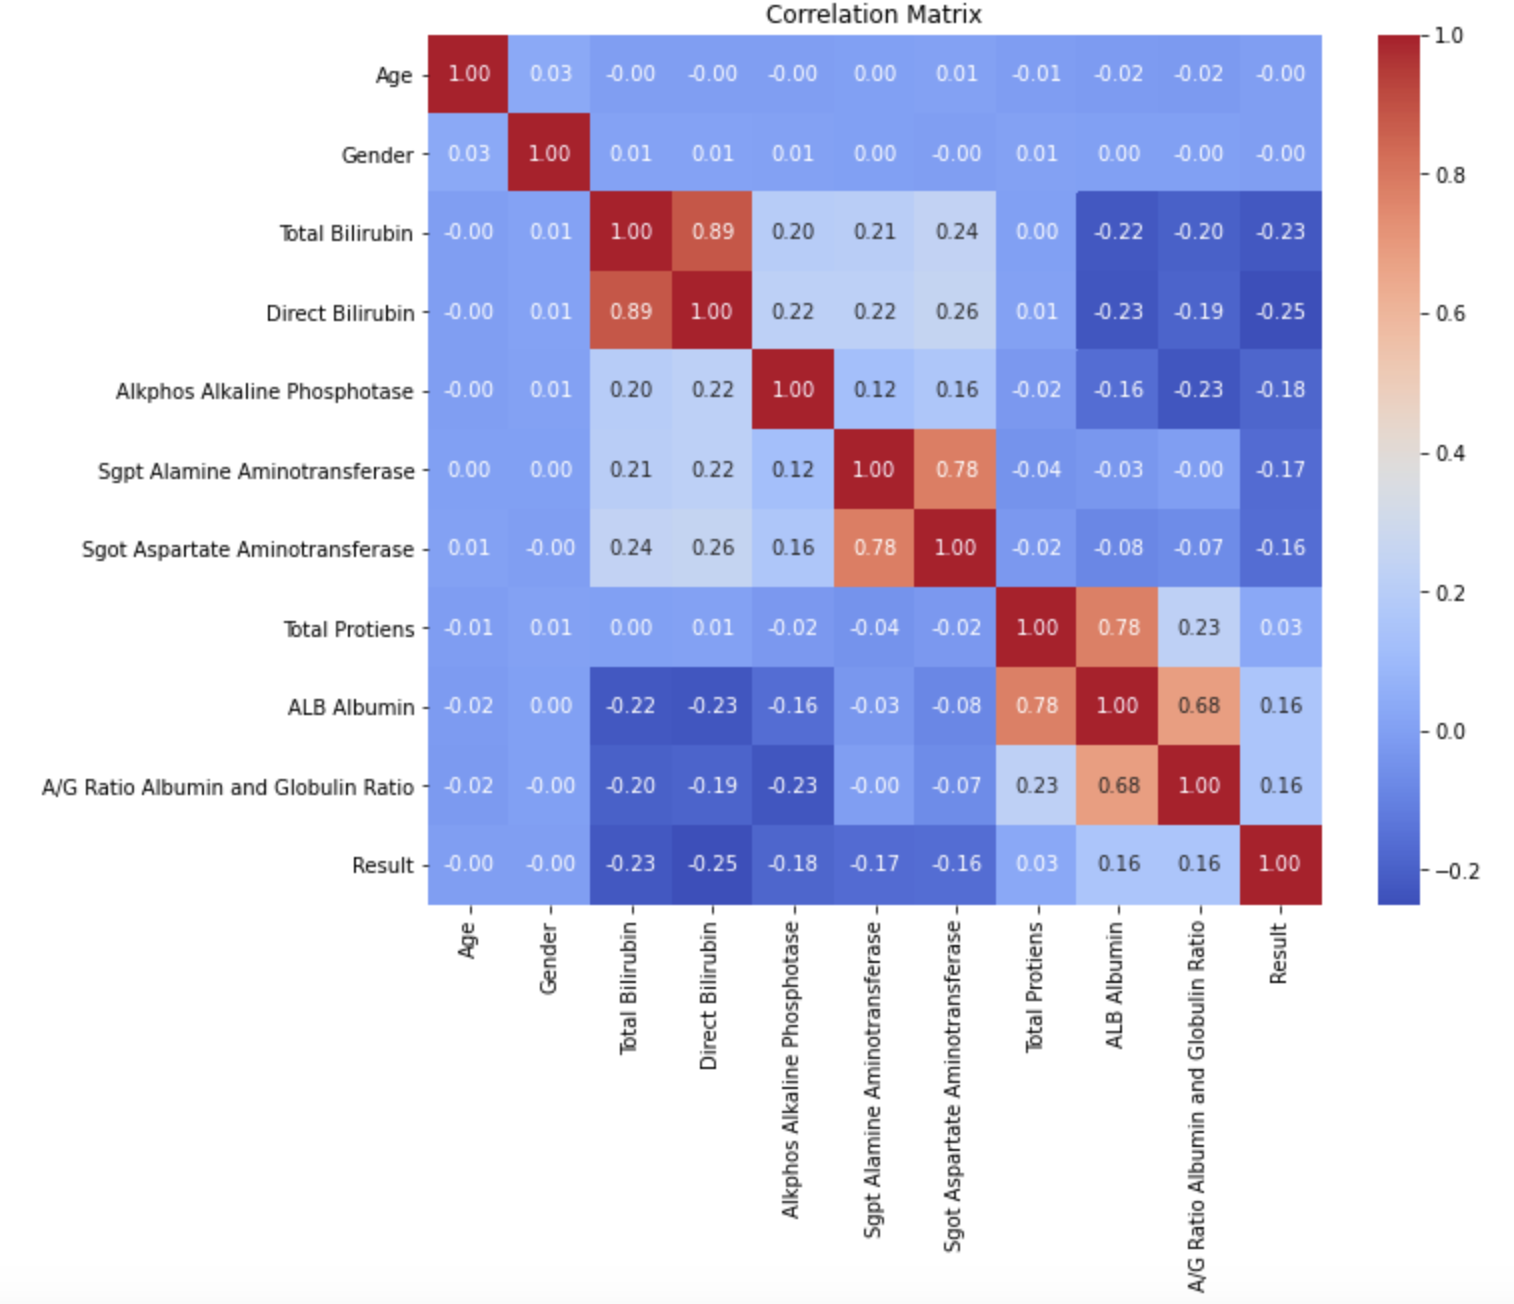 Correlation Matrix
Age 1.00 0.03 -0.00 -0.00 -0.00 0.00 0.01 -0.01 -0.02 -0.02 -0.00
Gender 0.03 1.00 0.01 0.01 0.01 0.00 -0.00 0.01 0.00 -0.00 -0.00
Total Bilirubin -0.00 0.01 1.00 0.89 0.20 0.21 0.24 0.00 -0.22 -0.20 -0.23
Direct Bilirubin -0.00 0.01 0.89 1.00 0.22 0.22 0.26 0.01 -0.23 -0.19 -0.25
Alkphos Alkaline Phosphotase -0.00 0.01 0.20 0.22 1.00 0.12 0.16 -0.02 -0.16 -0.23 -0.18
Sgpt Alamine Aminotransferase 0.00 0.00 0.21 0.22 0.12 1.00 0.78 -0.04 -0.03 -0.00 -0.17
Sgot Aspartate Aminotransferase 0.01 -0.00 0.24 0.26 0.16 0.78 1.00 -0.02 -0.08 -0.07 -0.16
Total Protiens -0.01 0.01 0.00 0.01 -0.02 -0.04 -0.02 1.00 0.78 0.23 0.03
ALB Albumin -0.02 0.00 -0.22 -0.23 -0.16 -0.03 -0.08 0.78 1.00 0.68 0.16
A/G Ratio Albumin and Globulin Ratio -0.02 -0.00 -0.20 -0.19 -0.23 -0.00 -0.07 0.23 0.68 1.00 0.16
Result -0.00 -0.00 -0.23 -0.25 -0.18 -0.17 -0.16 0.03 0.16 0.16 1.00
Age
Gender
Total Bilirubin
Direct Bilirubin
Alkphos Alkaline Phosphotase
Sgpt Alamine Aminotransferase
Sgot Aspartate Aminotransferase
Total Protiens
ALB Albumin
A/G Ratio Albumin and Globulin Ratio
Result
1.0
0.8
0.6
0.4
0.2
0.0
−0.2